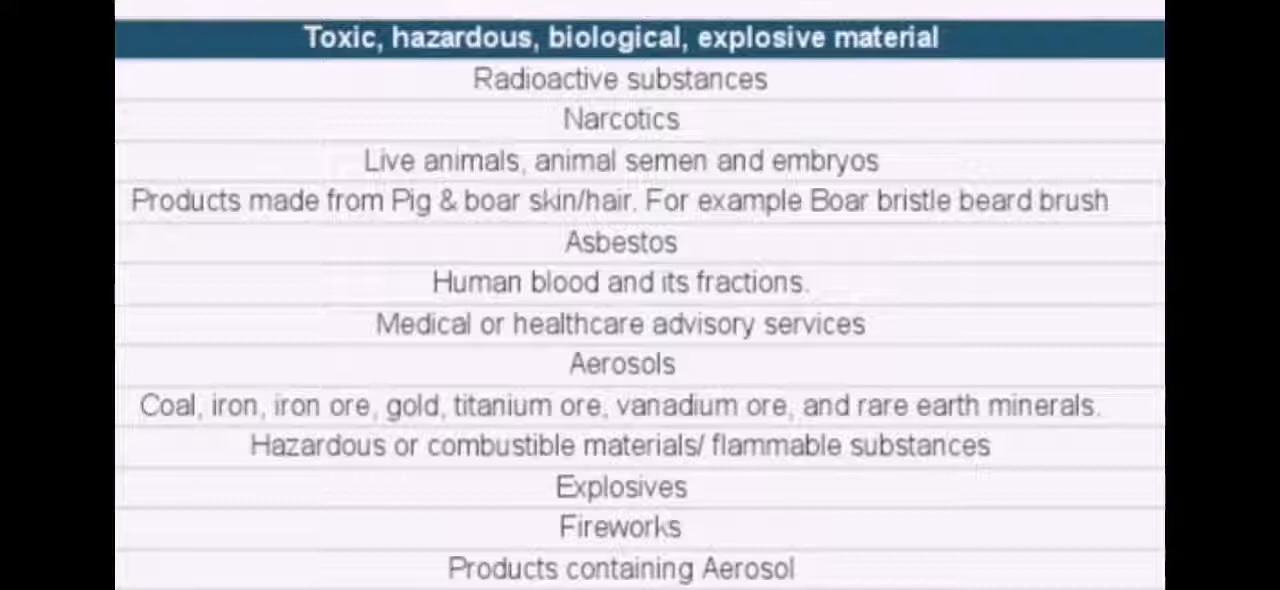 Toxic, hazardous, biological, explosive material
Radioactive substances
Narcotics
Live animals, animal semen and embryos
Products made from Pig & boar skin/hair. For example Boar bristle beard brush
Asbestos
Human blood and its fractions.
Medical or healthcare advisory services
Aerosols
Coal, iron, iron ore, gold, titanium ore, vanadium ore, and rare earth minerals.
Hazardous or combustible materials/ flammable substances
Explosives
Fireworks
Products containing Aerosol